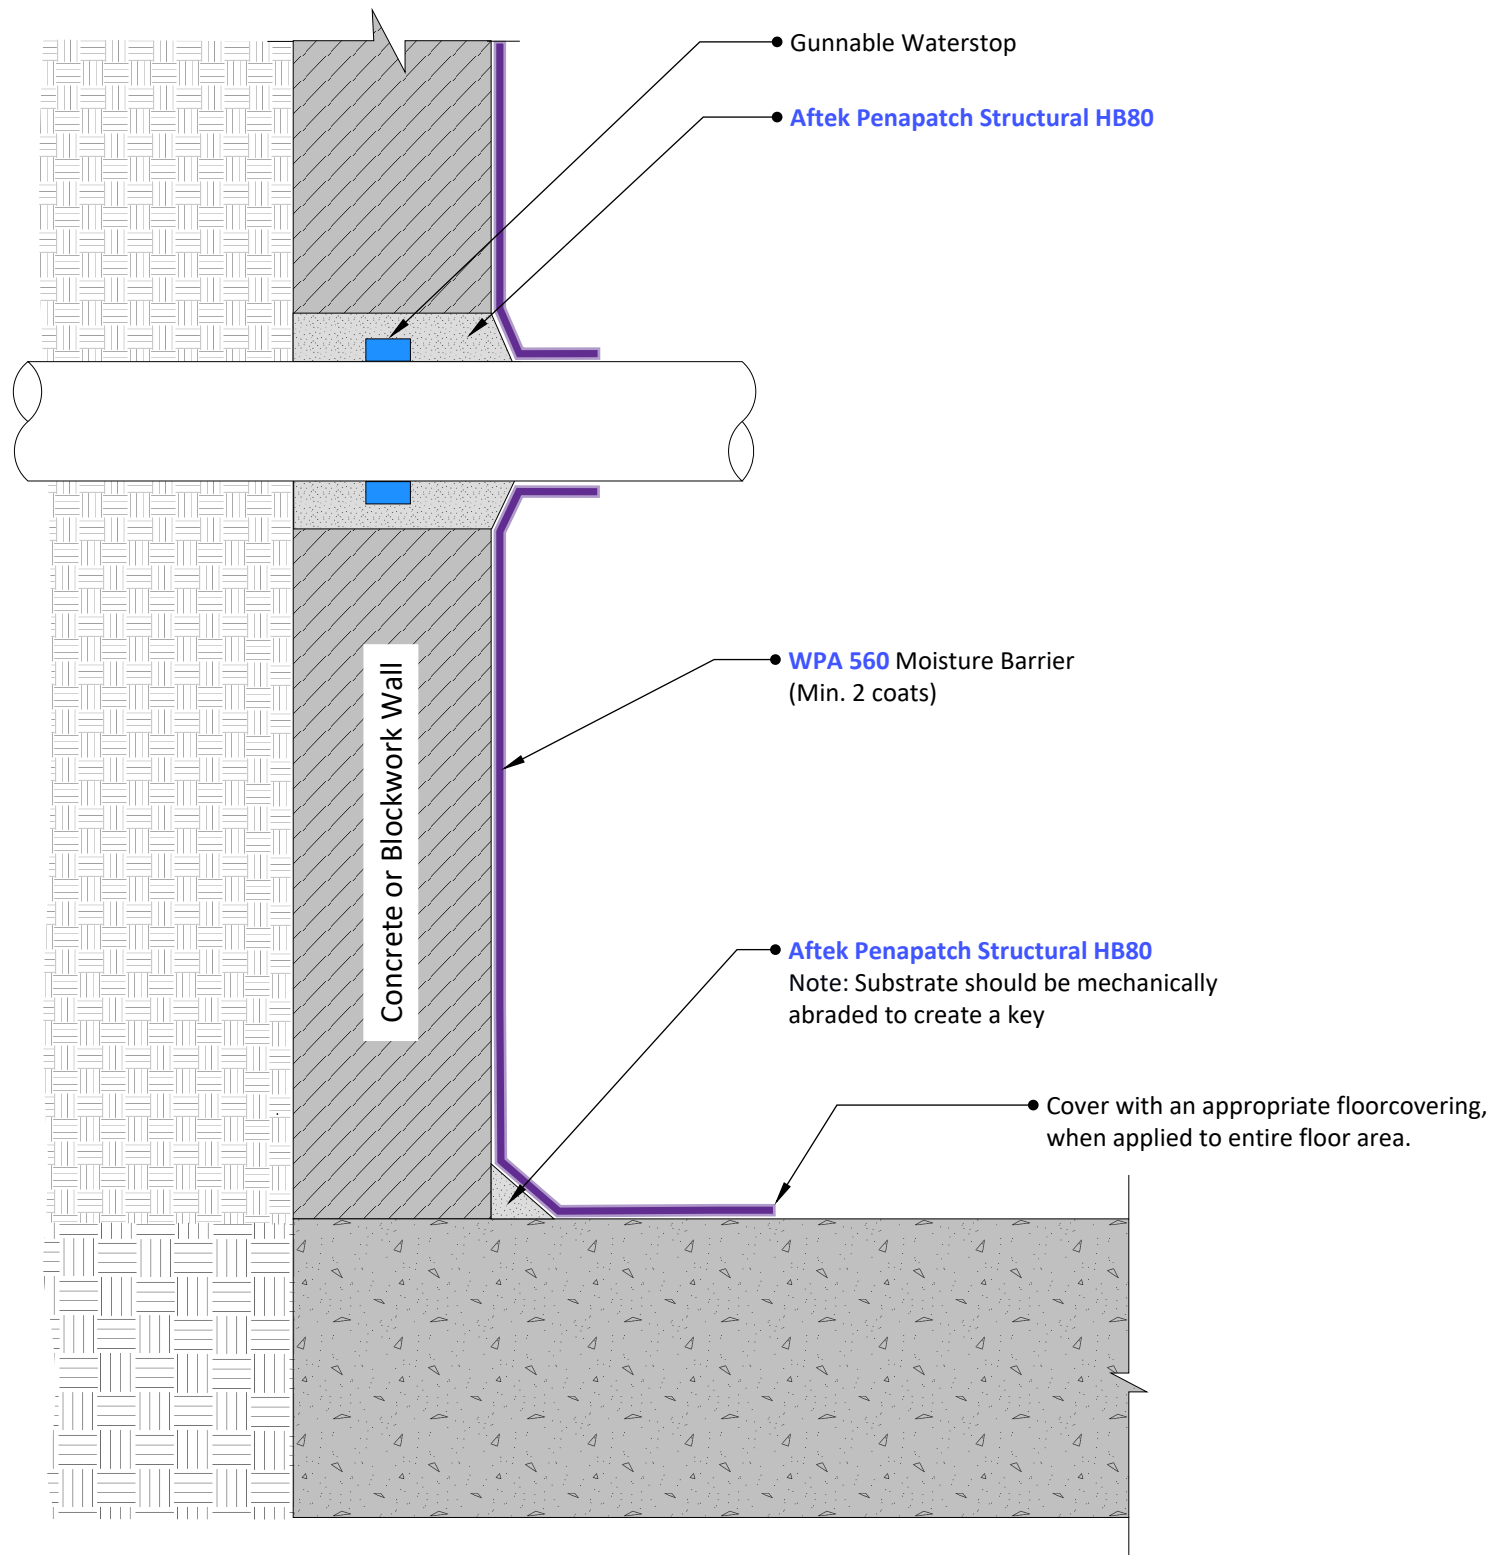 Gunnable Waterstop
Aftek Penapatch Structural HB80
WPA 560 Moisture Barrier
(Min. 2 coats)
Concrete or Blockwork Wall
Aftek Penapatch Structural HB80
Note: Substrate should be mechanically
abraded to create a key
Cover with an appropriate floorcovering,
when applied to entire floor area.